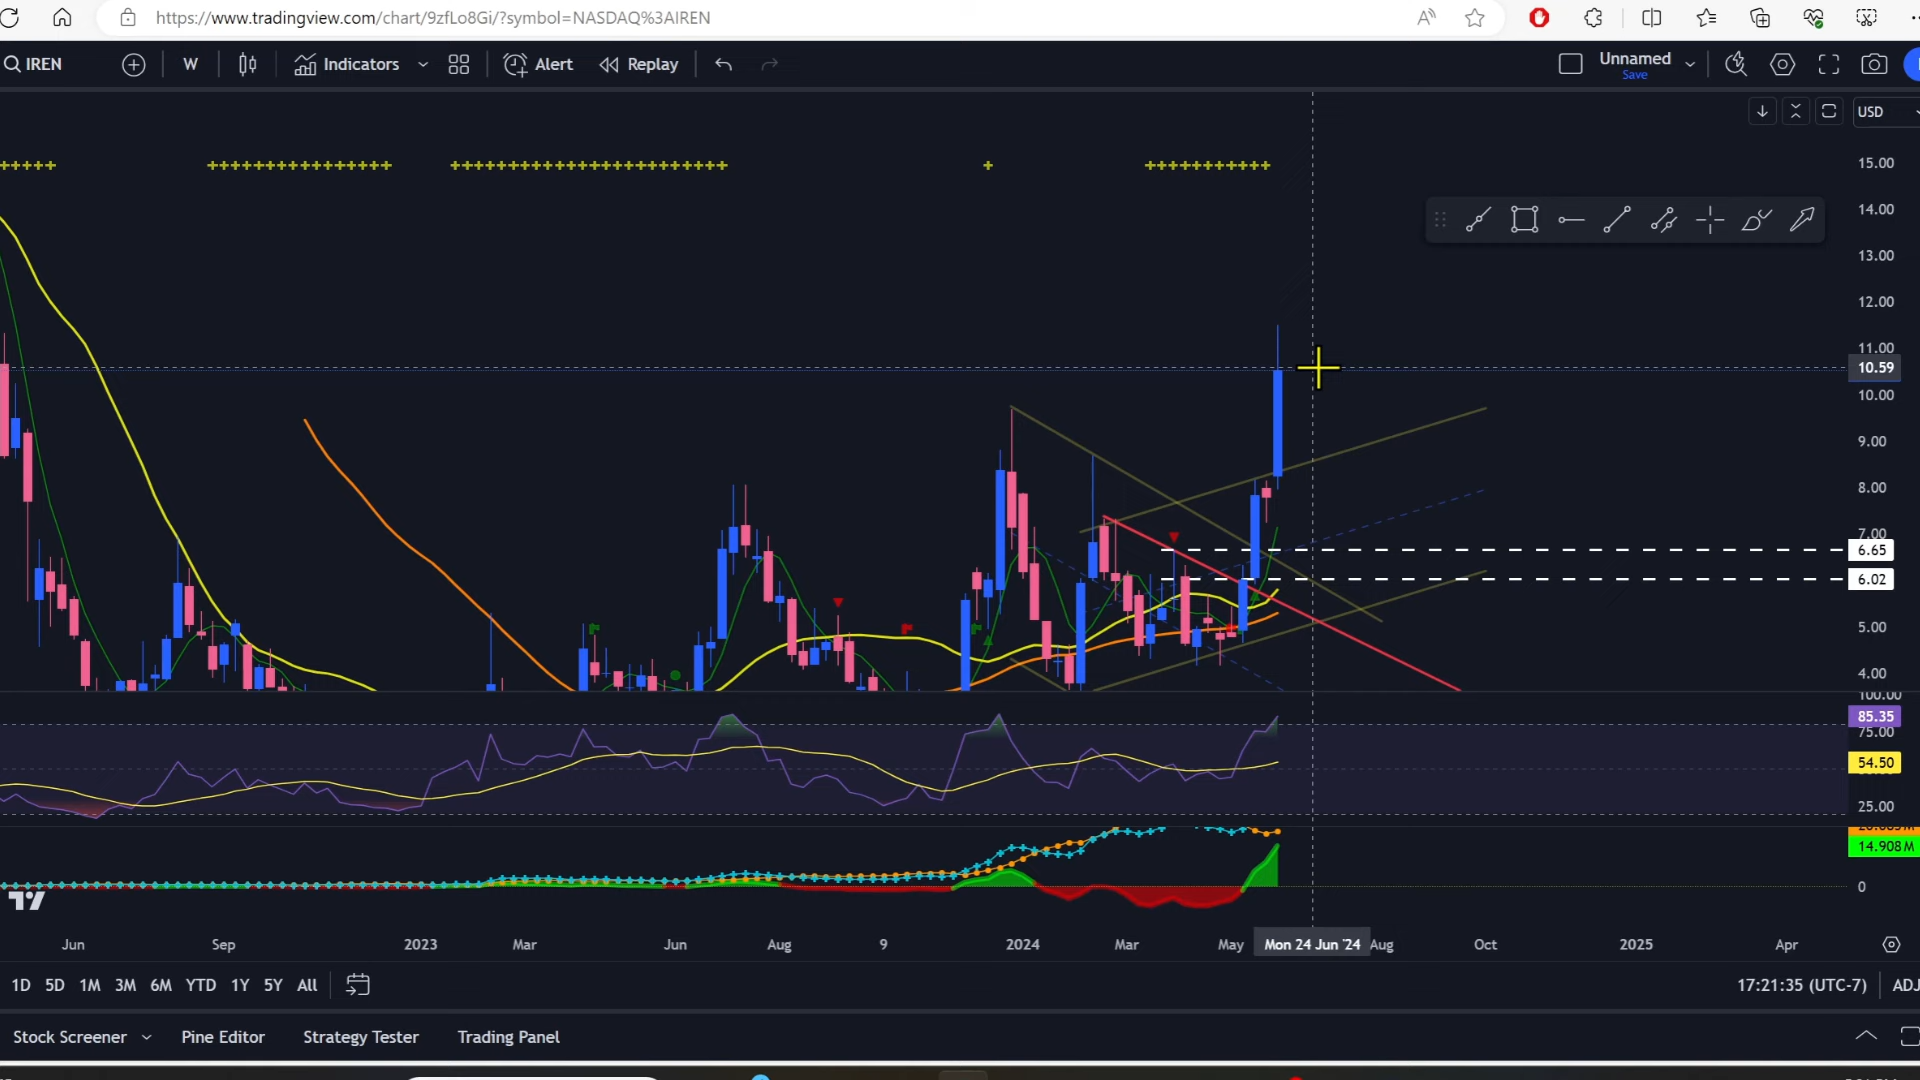 https://www.tradingview.com/chart/9zfLo8Gi/?symbol=NASDAQ%3AIREN
IREN
W
Indicators
Alert
Replay
Unnamed
Save
USD
15.00
14.00
13.00
12.00
11.00
10.59
10.00
9.00
8.00
7.00
6.65
6.02
5.00
4.00
100.00
85.35
75.00
54.50
25.00
14.908M
0
Jun Sep 2023 Mar Jun Aug 9 2024 Mar May Mon 24 Jun '24 Aug Oct 2025 Apr
1D 5D 1M 3M 6M YTD 1Y 5Y All
17:21:35 (UTC-7)
ADJ
Stock Screener
Pine Editor
Strategy Tester
Trading Panel